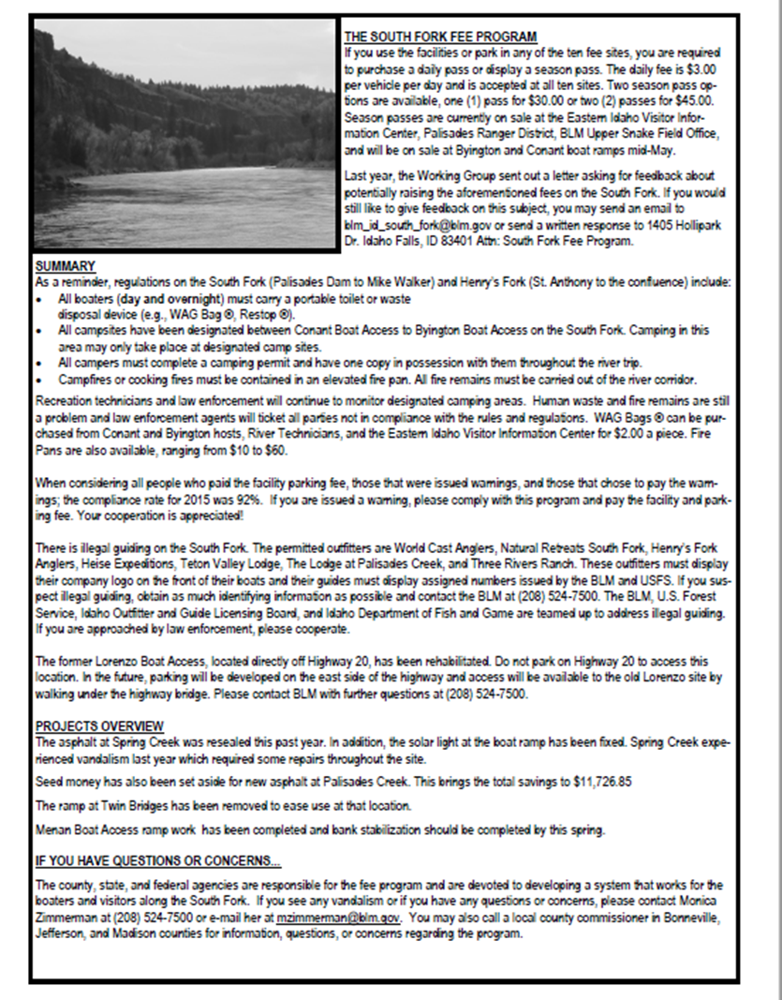 THE SOUTH FORK FEE PROGRAM
If you use the facilities or park in any of the ten fee sites, you are required
to purchase a daily pass or display a season pass. The daily fee is $3.00
per vehicle per day and is accepted at all ten sites. Two season pass op-
tions are available, one (1) pass for $30.00 or two (2) passes for $45.00.
Season passes are currently on sale at the Eastern Idaho Visitor Infor-
mation Center, Palisades Ranger District, BLM Upper Snake Field Office,
and will be on sale at Byington and Conant boat ramps mid-May.
Last year, the Working Group sent out a letter asking for feedback about
potentially raising the aforementioned fees on the South Fork. If you would
still like to give feedback on this subject, you may send an email to
blm_id_south_fork@blm.gov or send a written response to 1405 Hollipark
Dr. Idaho Falls, ID 83401 Attn: South Fork Fee Program.
SUMMARY
As a reminder, regulations on the South Fork (Palisades Dam to Mike Walker) and Henry's Fork (St. Anthony to the confluence) include:
• All boaters (day and overnight) must carry a portable toilet or waste
disposal device (e.g., WAG Bag ®, Restop ®).
• All campsites have been designated between Conant Boat Access to Byington Boat Access on the South Fork. Camping in this
area may only take place at designated camp sites.
• All campers must complete a camping permit and have one copy in possession with them throughout the river trip.
• Campfires or cooking fires must be contained in an elevated fire pan. All fire remains must be carried out of the river corridor.
Recreation technicians and law enforcement will continue to monitor designated camping areas. Human waste and fire remains are still
a problem and law enforcement agents will ticket all parties not in compliance with the rules and regulations. WAG Bags ® can be pur-
chased from Conant and Byington hosts, River Technicians, and the Eastern Idaho Visitor Information Center for $2.00 a piece. Fire
Pans are also available, ranging from $10 to $60.
When considering all people who paid the facility parking fee, those that were issued warnings, and those that chose to pay the warn-
ings; the compliance rate for 2015 was 92%. If you are issued a warning, please comply with this program and pay the facility and park-
ing fee. Your cooperation is appreciated!
There is illegal guiding on the South Fork. The permitted outfitters are World Cast Anglers, Natural Retreats South Fork, Henry's Fork
Anglers, Heise Expeditions, Teton Valley Lodge, The Lodge at Palisades Creek, and Three Rivers Ranch. These outfitters must display
their company logo on the front of their boats and their guides must display assigned numbers issued by the BLM and USFS. If you sus-
pect illegal guiding, obtain as much identifying information as possible and contact the BLM at (208) 524-7500. The BLM, U.S. Forest
Service, Idaho Outfitter and Guide Licensing Board, and Idaho Department of Fish and Game are teamed up to address illegal guiding.
If you are approached by law enforcement, please cooperate.
The former Lorenzo Boat Access, located directly off Highway 20, has been rehabilitated. Do not park on Highway 20 to access this
location. In the future, parking will be developed on the east side of the highway and access will be available to the old Lorenzo site by
walking under the highway bridge. Please contact BLM with further questions at (208) 524-7500.
PROJECTS OVERVIEW
The asphalt at Spring Creek was resealed this past year. In addition, the solar light at the boat ramp has been fixed. Spring Creek expe-
rienced vandalism last year which required some repairs throughout the site.
Seed money has also been set aside for new asphalt at Palisades Creek. This brings the total savings to $11,726.85
The ramp at Twin Bridges has been removed to ease use at that location.
Menan Boat Access ramp work has been completed and bank stabilization should be completed by this spring.
IF YOU HAVE QUESTIONS OR CONCERNS...
The county, state, and federal agencies are responsible for the fee program and are devoted to developing a system that works for the
boaters and visitors along the South Fork. If you see any vandalism or if you have any questions or concerns, please contact Monica
Zimmerman at (208) 524-7500 or e-mail her at mzimmerman@blm.gov. You may also call a local county commissioner in Bonneville,
Jefferson, and Madison counties for information, questions, or concerns regarding the program.